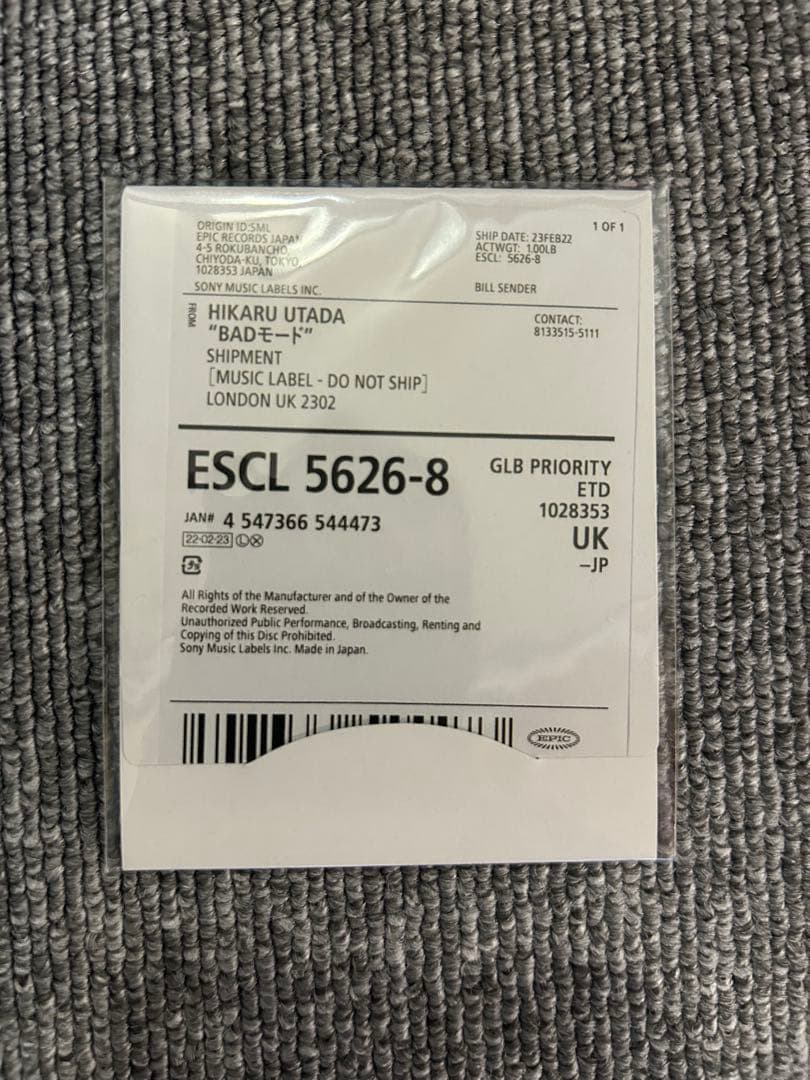 ORIGIN ID:SML
EPIC RECORDS JAPAN
4-5 ROKUBANCHO,
CHIYODA-KU, TOKYO,
1028353 JAPAN
SONY MUSIC LABELS INC.
SHIP DATE: 23FEB22
ACTWGT: 1.00LB
ESCL: 5626-8
BILL SENDER
1 OF 1
FROM
HIKARU UTADA
“BADモード”
SHIPMENT
[MUSIC LABEL - DO NOT SHIP]
LONDON UK 2302
CONTACT:
8133515-5111
ESCL 5626-8
JAN# 4 547366 544473
22-02-23 Ⓛ Ⓧ
GLB PRIORITY
ETD
1028353
UK
–JP
All Rights of the Manufacturer and of the Owner of the
Recorded Work Reserved.
Unauthorized Public Performance, Broadcasting, Renting and
Copying of this Disc Prohibited.
Sony Music Labels Inc. Made in Japan.
EPIC